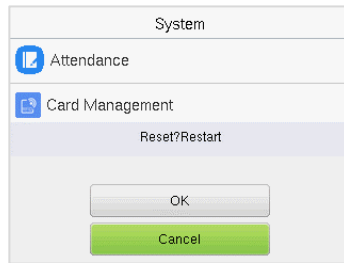 System
Attendance
Card Management
Reset?Restart
OK
Cancel